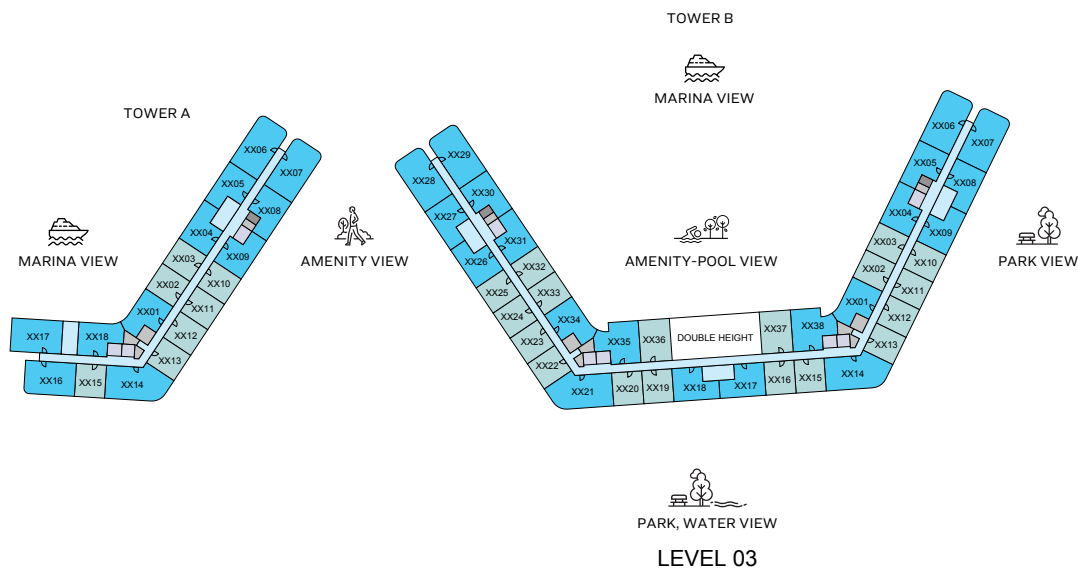 TOWER B
MARINA VIEW
TOWER A
XX06
XX07
XX05
XX08
XX04
XX09
XX03
XX10
XX02
XX11
XX01
XX12
XX13
XX17
XX18
XX16
XX15
XX14
MARINA VIEW
AMENITY VIEW
XX29
XX28
XX30
XX27
XX31
XX26
XX32
XX25
XX33
XX24
XX34
XX23
XX35
XX22
XX36
XX21
XX20
XX19
XX18
XX17
XX16
XX15
XX14
DOUBLE HEIGHT
XX37
XX38
XX01
XX13
XX02
XX12
XX03
XX11
XX10
XX04
XX09
XX05
XX08
XX06
XX07
AMENITY-POOL VIEW
PARK VIEW
PARK, WATER VIEW
LEVEL 03